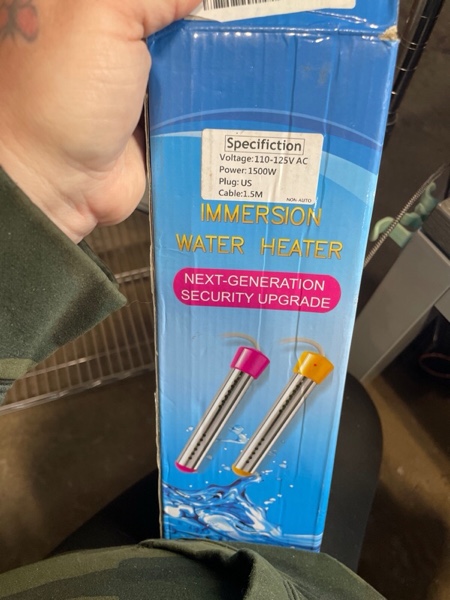 Specifiction
Voltage:110-125V AC
Power:1500W
Plug:US
Cable:1.5M
NON AUTO
IMMERSION
WATER HEATER
NEXT-GENERATION
SECURITY UPGRADE